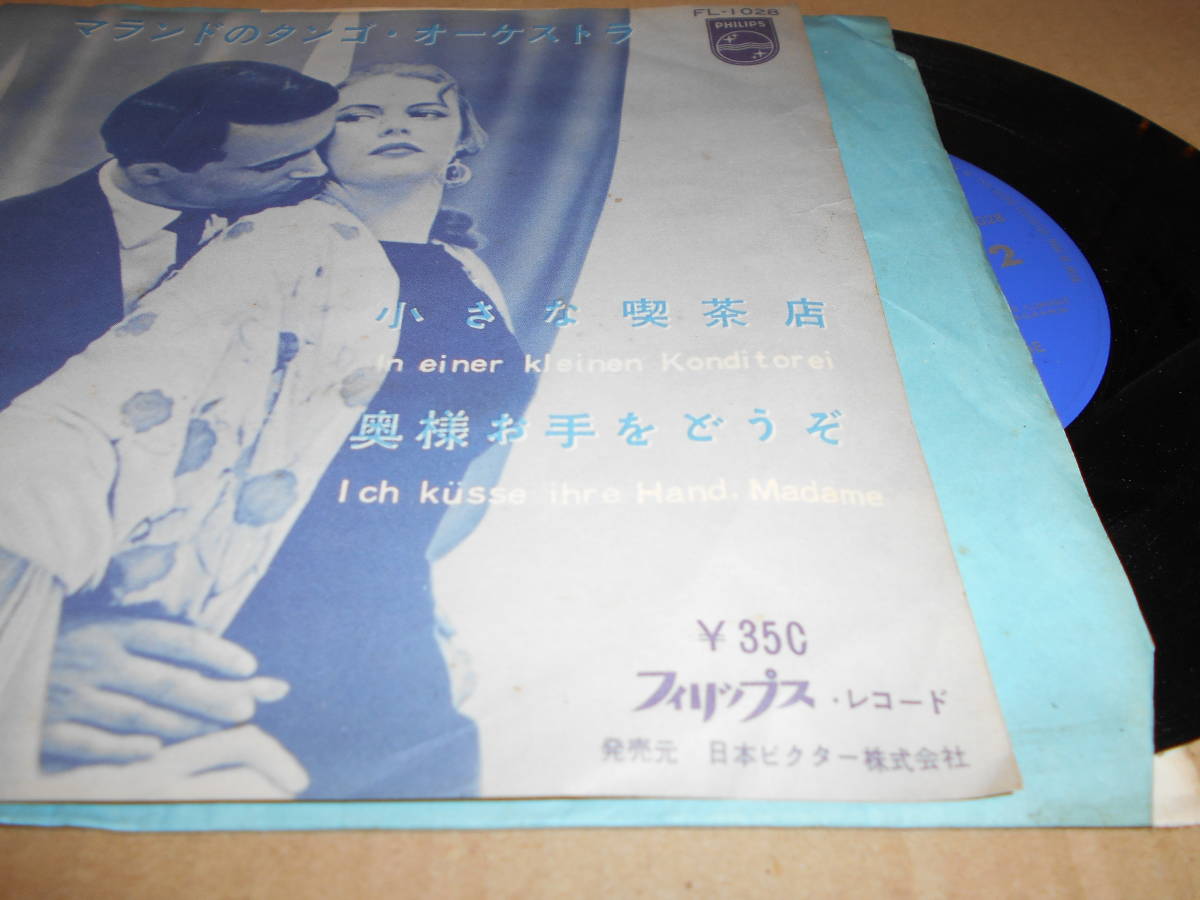 マランドのタンゴ・オーケストラ
FL-1028
PHILIPS
小さな喫茶店
In einer kleinen Konditorei
奥様お手をどうぞ
Ich küsse ihre Hand, Madame
¥350
フィリップス・レコード
発売元 日本ビクター株式会社
2